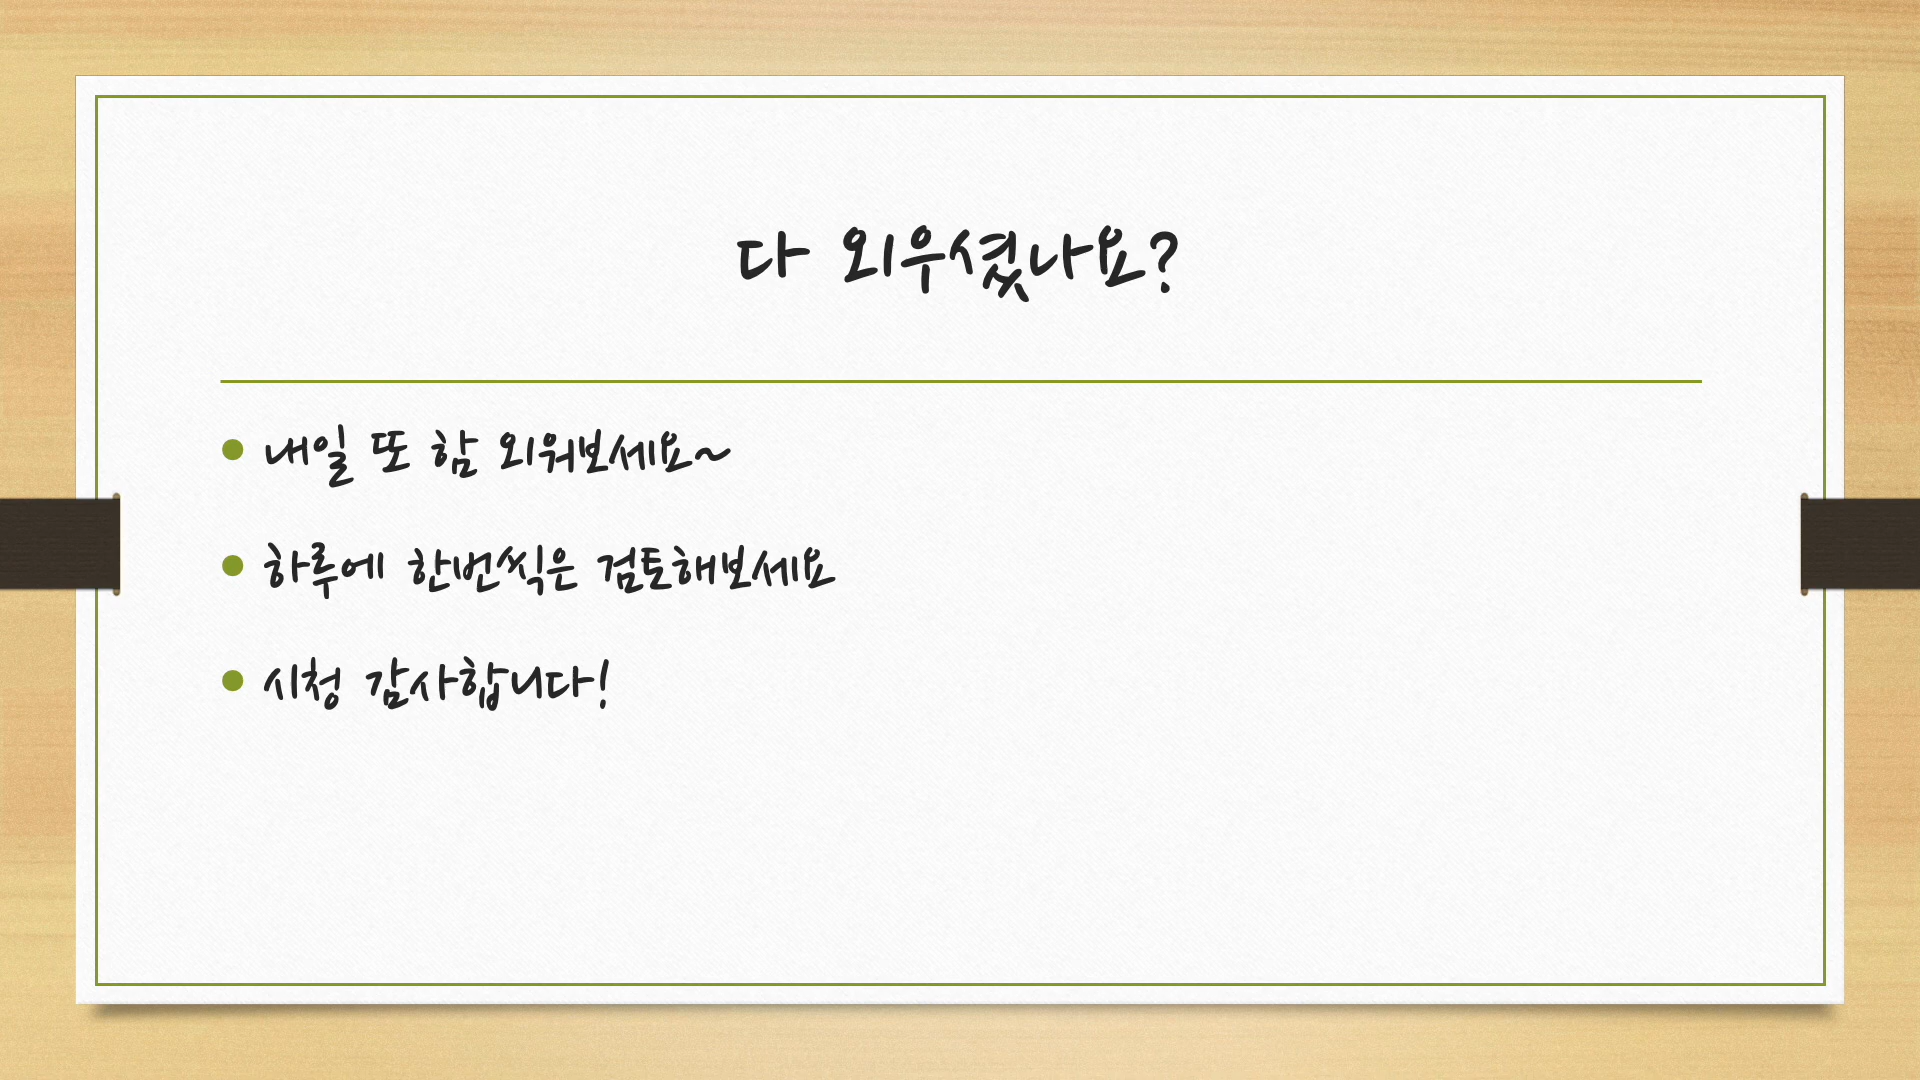 다 외우셨나요?
내일 또 함 외워보세요~
하루에 한번씩은 검토해보세요
시청 감사합니다!